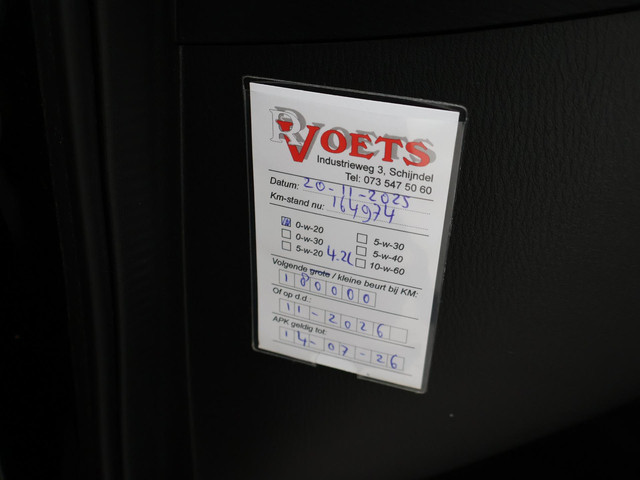 R VOETS
Industrieweg 3, Schijndel
Tel: 073 547 50 60
Datum: 20-11-2025
Km-stand nu: 164974
0-w-20 5-w-30
0-w-30 5-w-40
5-w-20 4.2L 10-w-60
Volgende grote / kleine beurt bij KM:
180000
Of op d.d.:
11-2026
APK geldig tot:
14-07-26